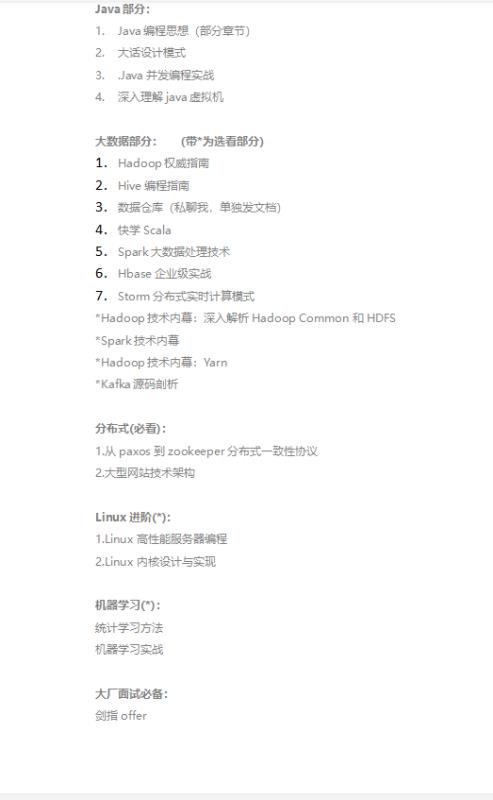 Java 部分：
1. Java 编程思想（部分章节）
2. 大话设计模式
3. .Java 并发编程实战
4. 深入理解 java 虚拟机
大数据部分： (带*为选看部分)
1. Hadoop 权威指南
2. Hive 编程指南
3. 数据仓库（私聊我，单独发文档）
4. 快学 Scala
5. Spark 大数据处理技术
6. Hbase 企业级实战
7. Storm 分布式实时计算模式
*Hadoop 技术内幕：深入解析 Hadoop Common 和 HDFS
*Spark 技术内幕
*Hadoop 技术内幕：Yarn
*Kafka 源码剖析
分布式(必看)：
1.从 paxos 到 zookeeper 分布式一致性协议
2.大型网站技术架构
Linux 进阶(*)：
1.Linux 高性能服务器编程
2.Linux 内核设计与实现
机器学习(*)：
统计学习方法
机器学习实战
大厂面试必备：
剑指 offer